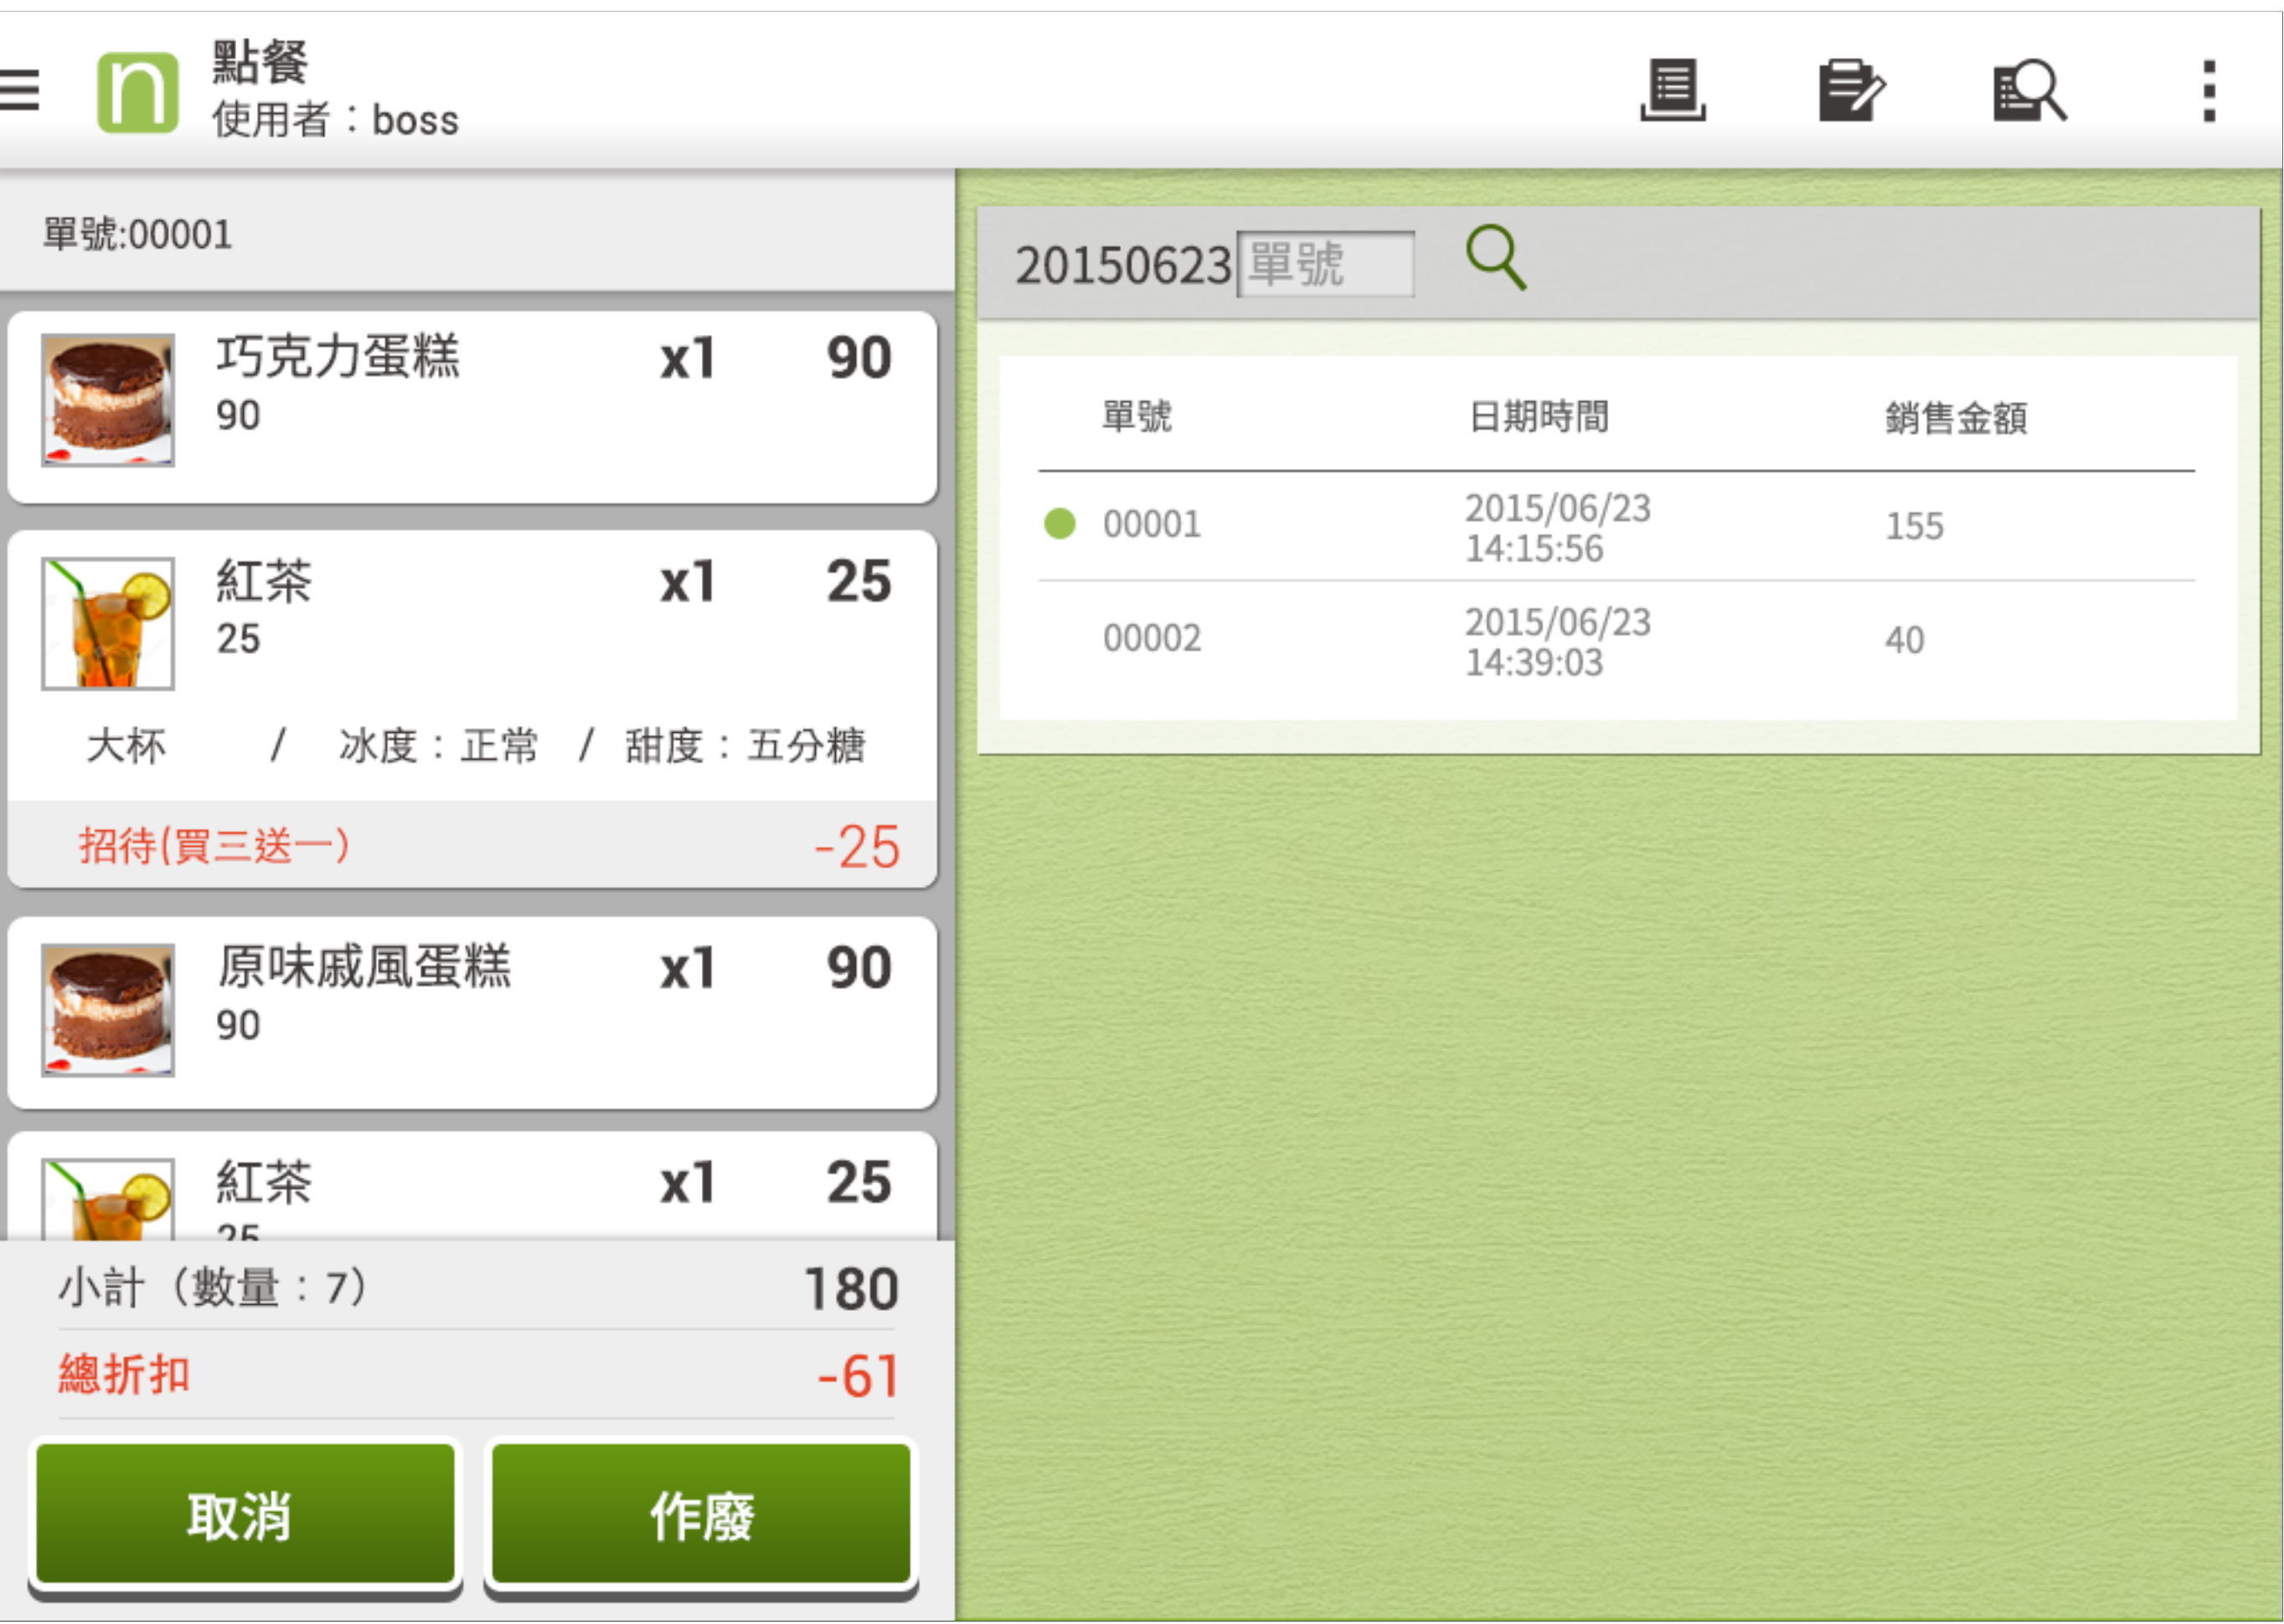 n
點餐
使用者：boss
單號:00001
巧克力蛋糕 x1 90
90
紅茶 x1 25
25
大杯 / 冰度：正常 / 甜度：五分糖
招待(買三送一) -25
原味戚風蛋糕 x1 90
90
紅茶 x1 25
25
小計（數量：7） 180
總折扣 -61
取消 作廢
20150623 單號
單號 日期時間 銷售金額
00001 2015/06/23 14:15:56 155
00002 2015/06/23 14:39:03 40